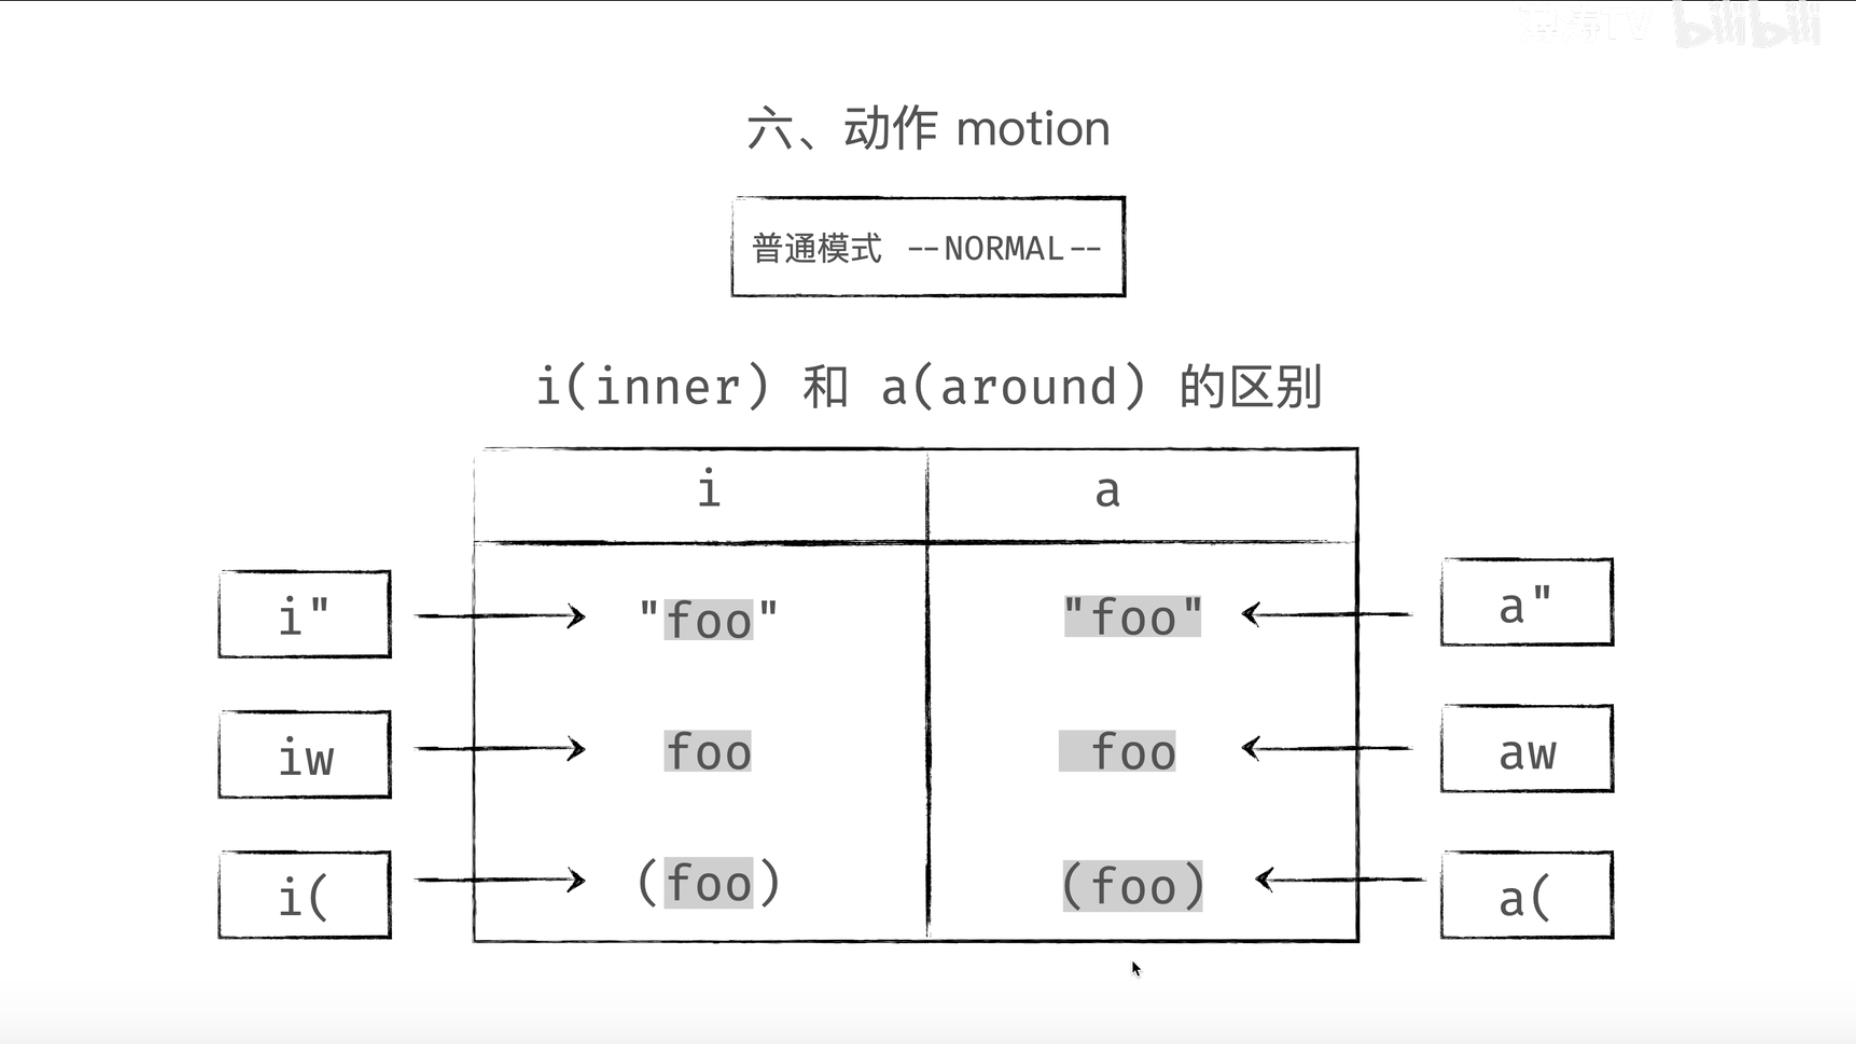 bilibili
六、动作 motion
普通模式 --NORMAL--
i(inner) 和 a(around) 的区别
i a
i" "foo" "foo" a"
iw foo foo aw
i( (foo) (foo) a(